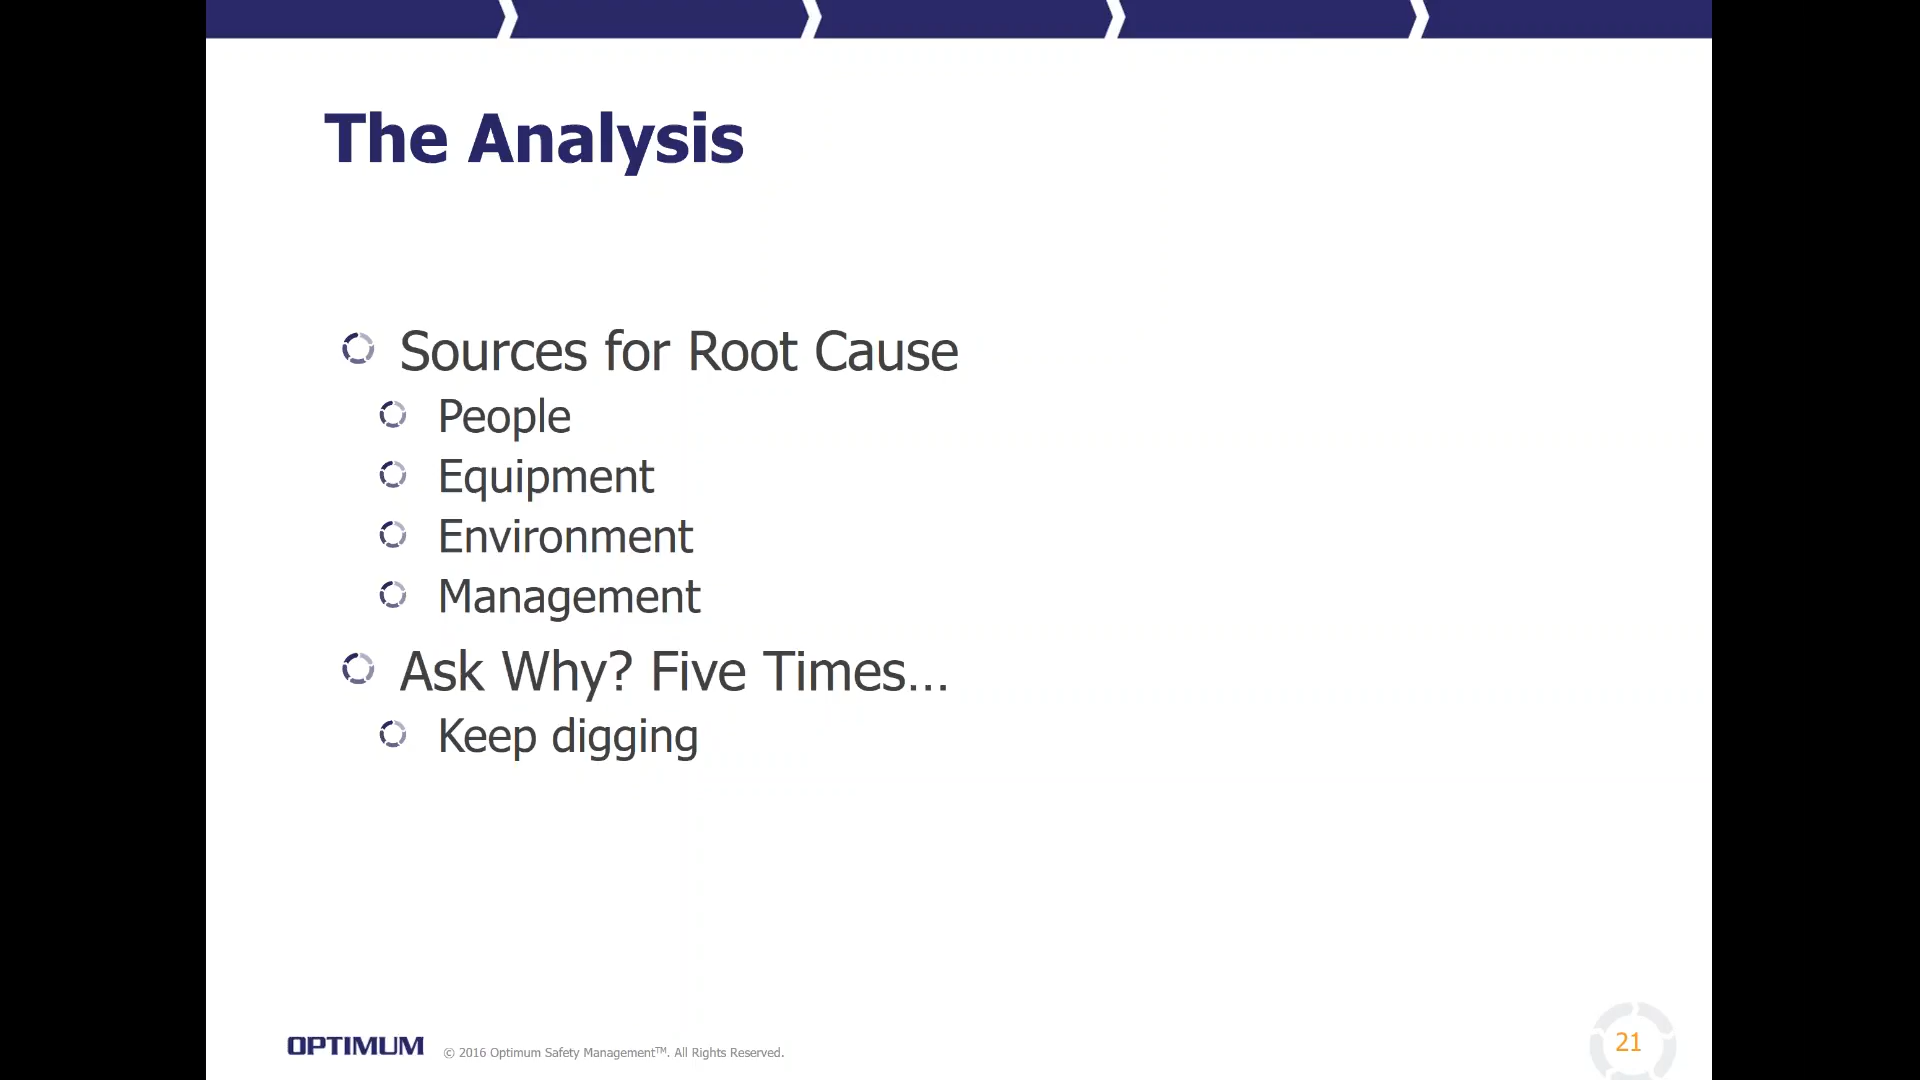 The Analysis
Sources for Root Cause
People
Equipment
Environment
Management
Ask Why? Five Times...
Keep digging
OPTIMUM
© 2016 Optimum Safety Management™. All Rights Reserved.
21